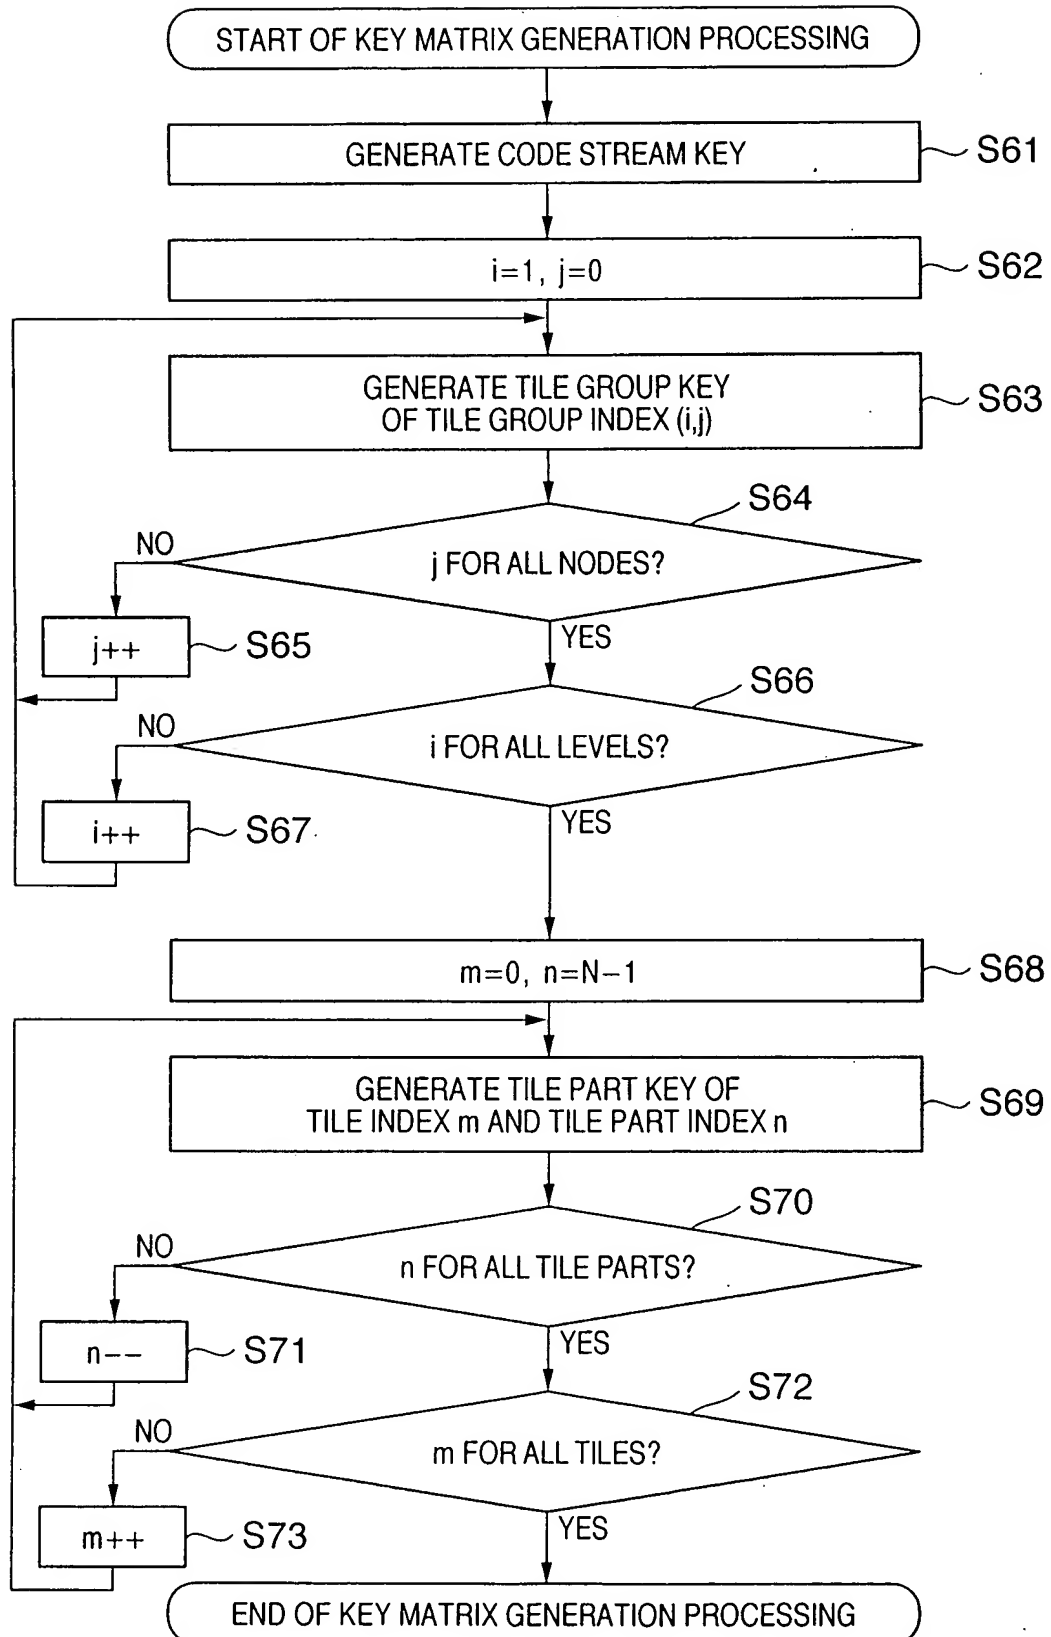 START OF KEY MATRIX GENERATION PROCESSING
GENERATE CODE STREAM KEY
S61
i=1, j=0
S62
GENERATE TILE GROUP KEY
OF TILE GROUP INDEX (i,j)
S63
S64
NO
j FOR ALL NODES?
j++
S65
YES
S66
NO
i FOR ALL LEVELS?
i++
S67
YES
m=0, n=N-1
S68
GENERATE TILE PART KEY OF
TILE INDEX m AND TILE PART INDEX n
S69
S70
NO
n FOR ALL TILE PARTS?
n--
S71
YES
S72
NO
m FOR ALL TILES?
m++
S73
YES
END OF KEY MATRIX GENERATION PROCESSING